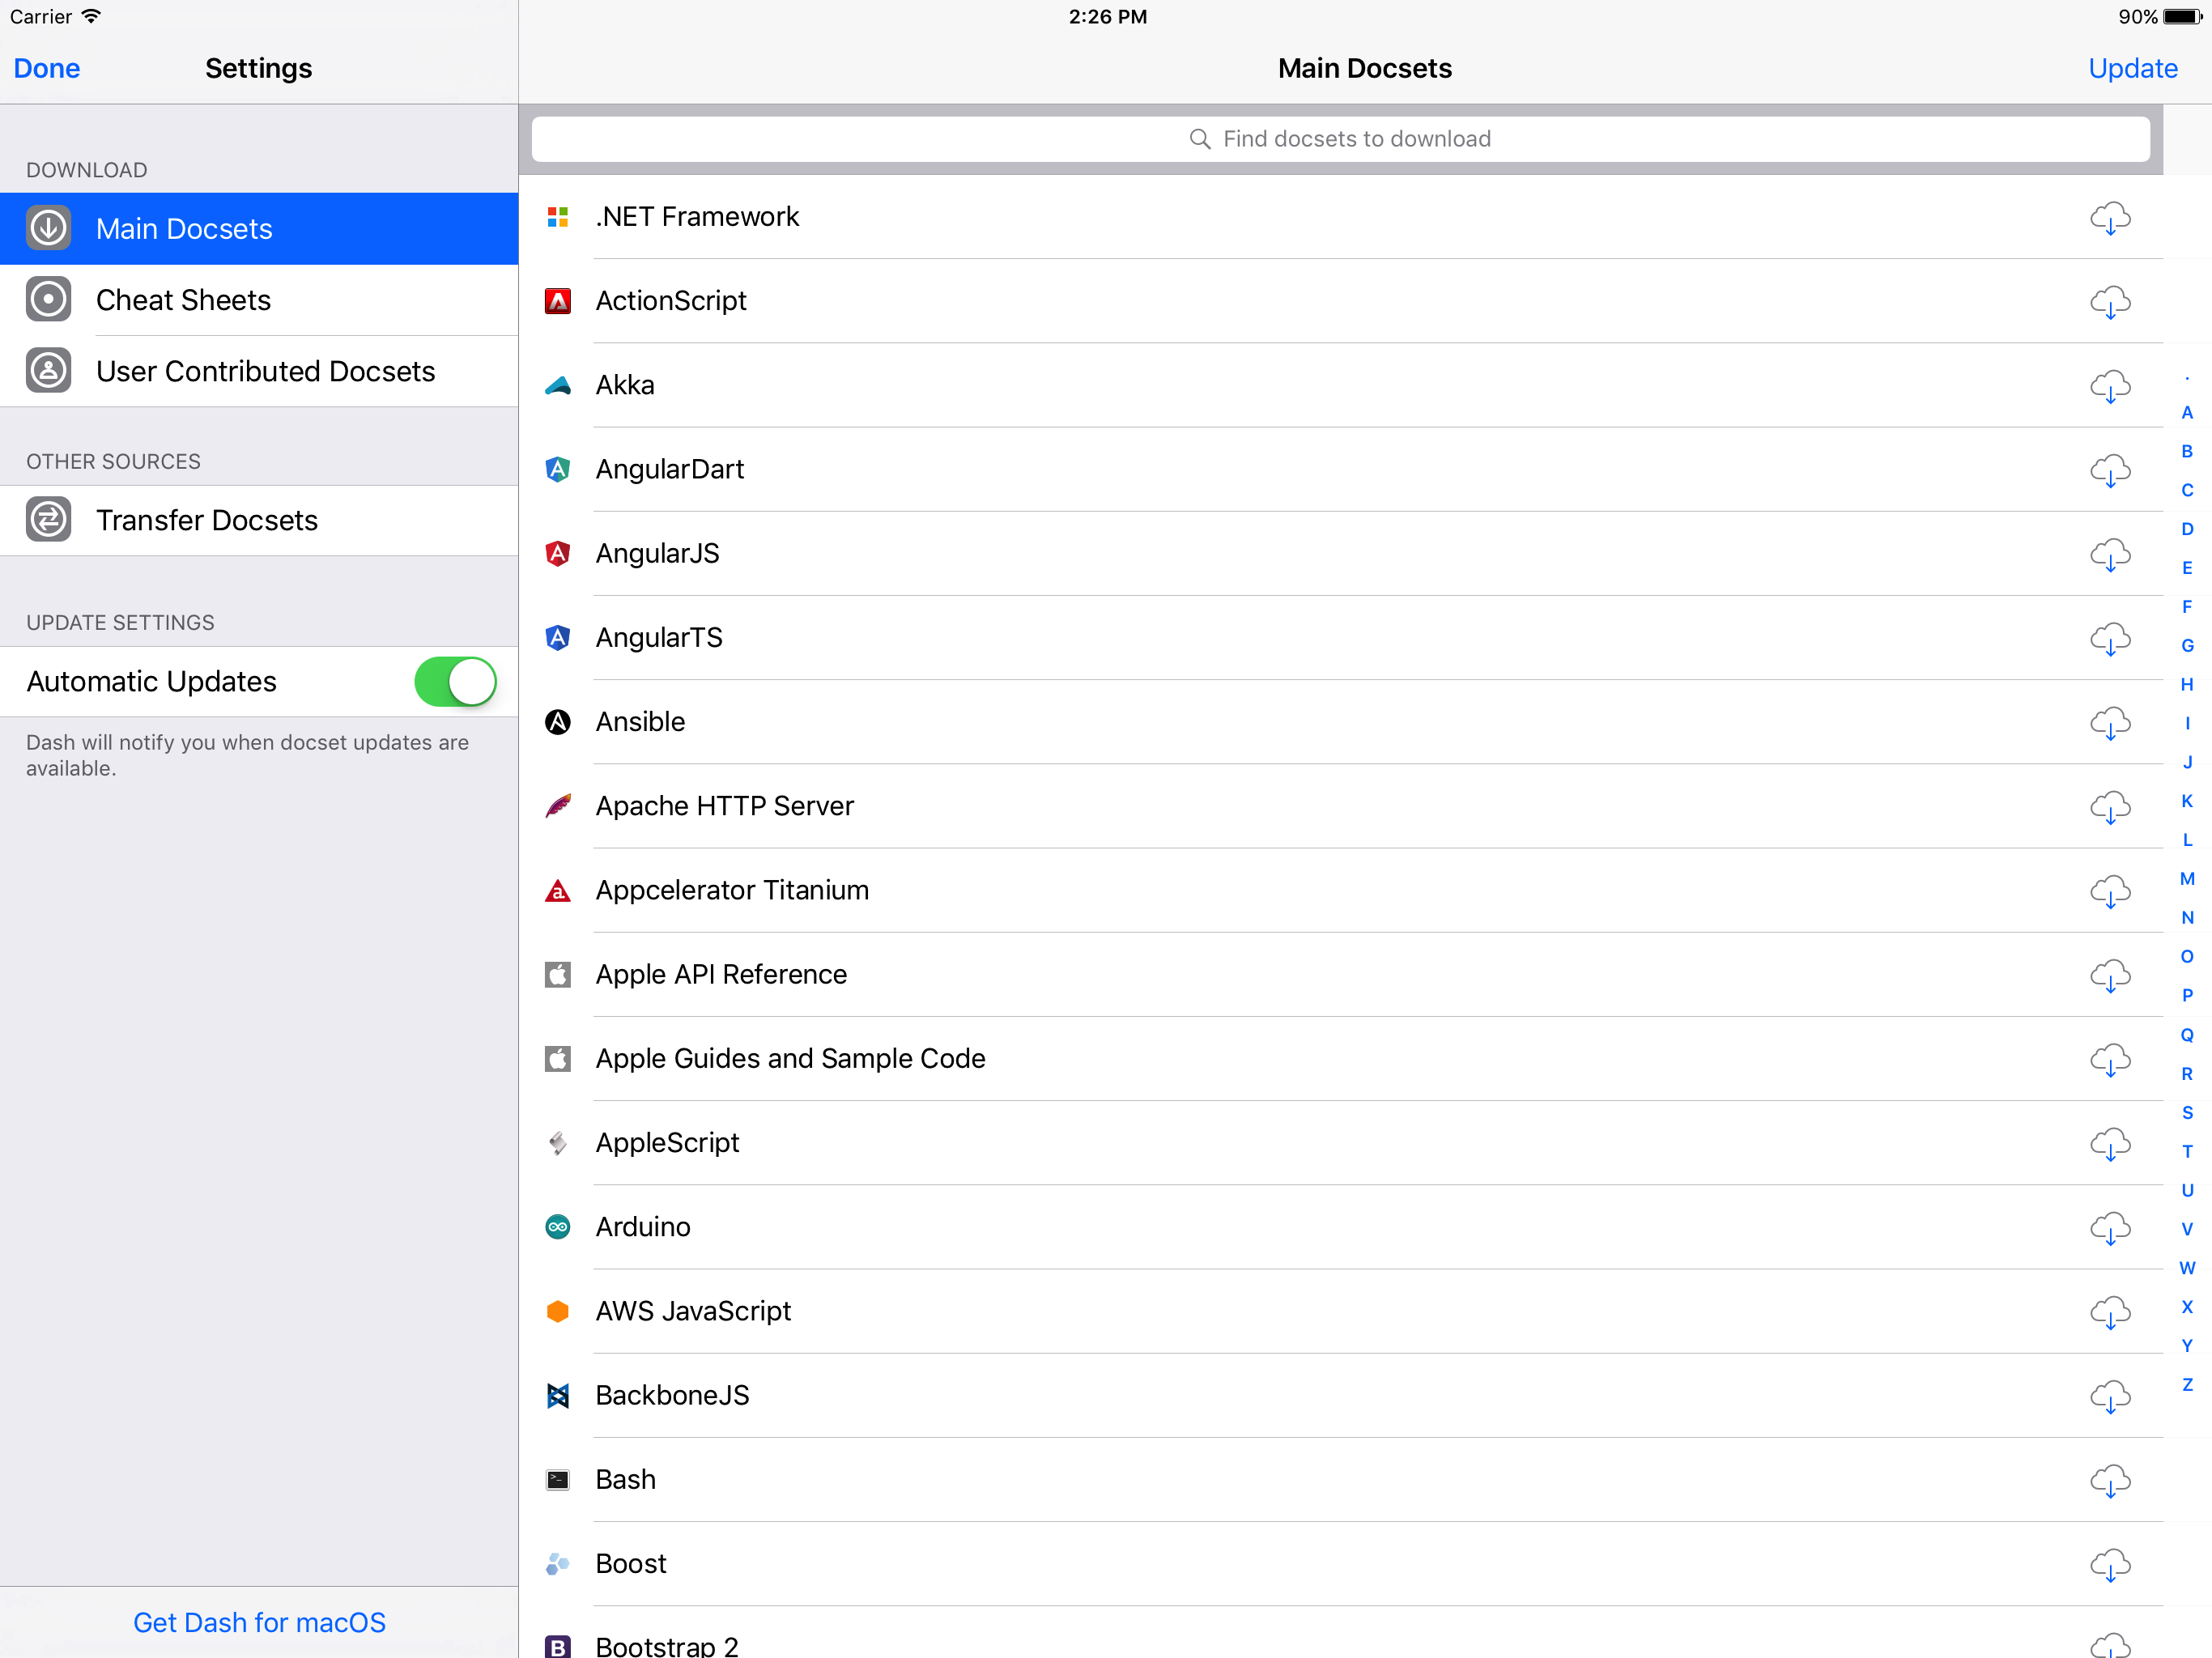 Carrier
2:26 PM
90%
Done
Settings
Main Docsets
Update
DOWNLOAD
Main Docsets
Cheat Sheets
User Contributed Docsets
OTHER SOURCES
Transfer Docsets
UPDATE SETTINGS
Automatic Updates
Dash will notify you when docset updates are
available.
Get Dash for macOS
Find docsets to download
.NET Framework
ActionScript
Akka
AngularDart
AngularJS
AngularTS
Ansible
Apache HTTP Server
Appcelerator Titanium
Apple API Reference
Apple Guides and Sample Code
AppleScript
Arduino
AWS JavaScript
BackboneJS
Bash
Boost
Bootstrap 2
.
A
B
C
D
E
F
G
H
I
J
K
L
M
N
O
P
Q
R
S
T
U
V
W
X
Y
Z